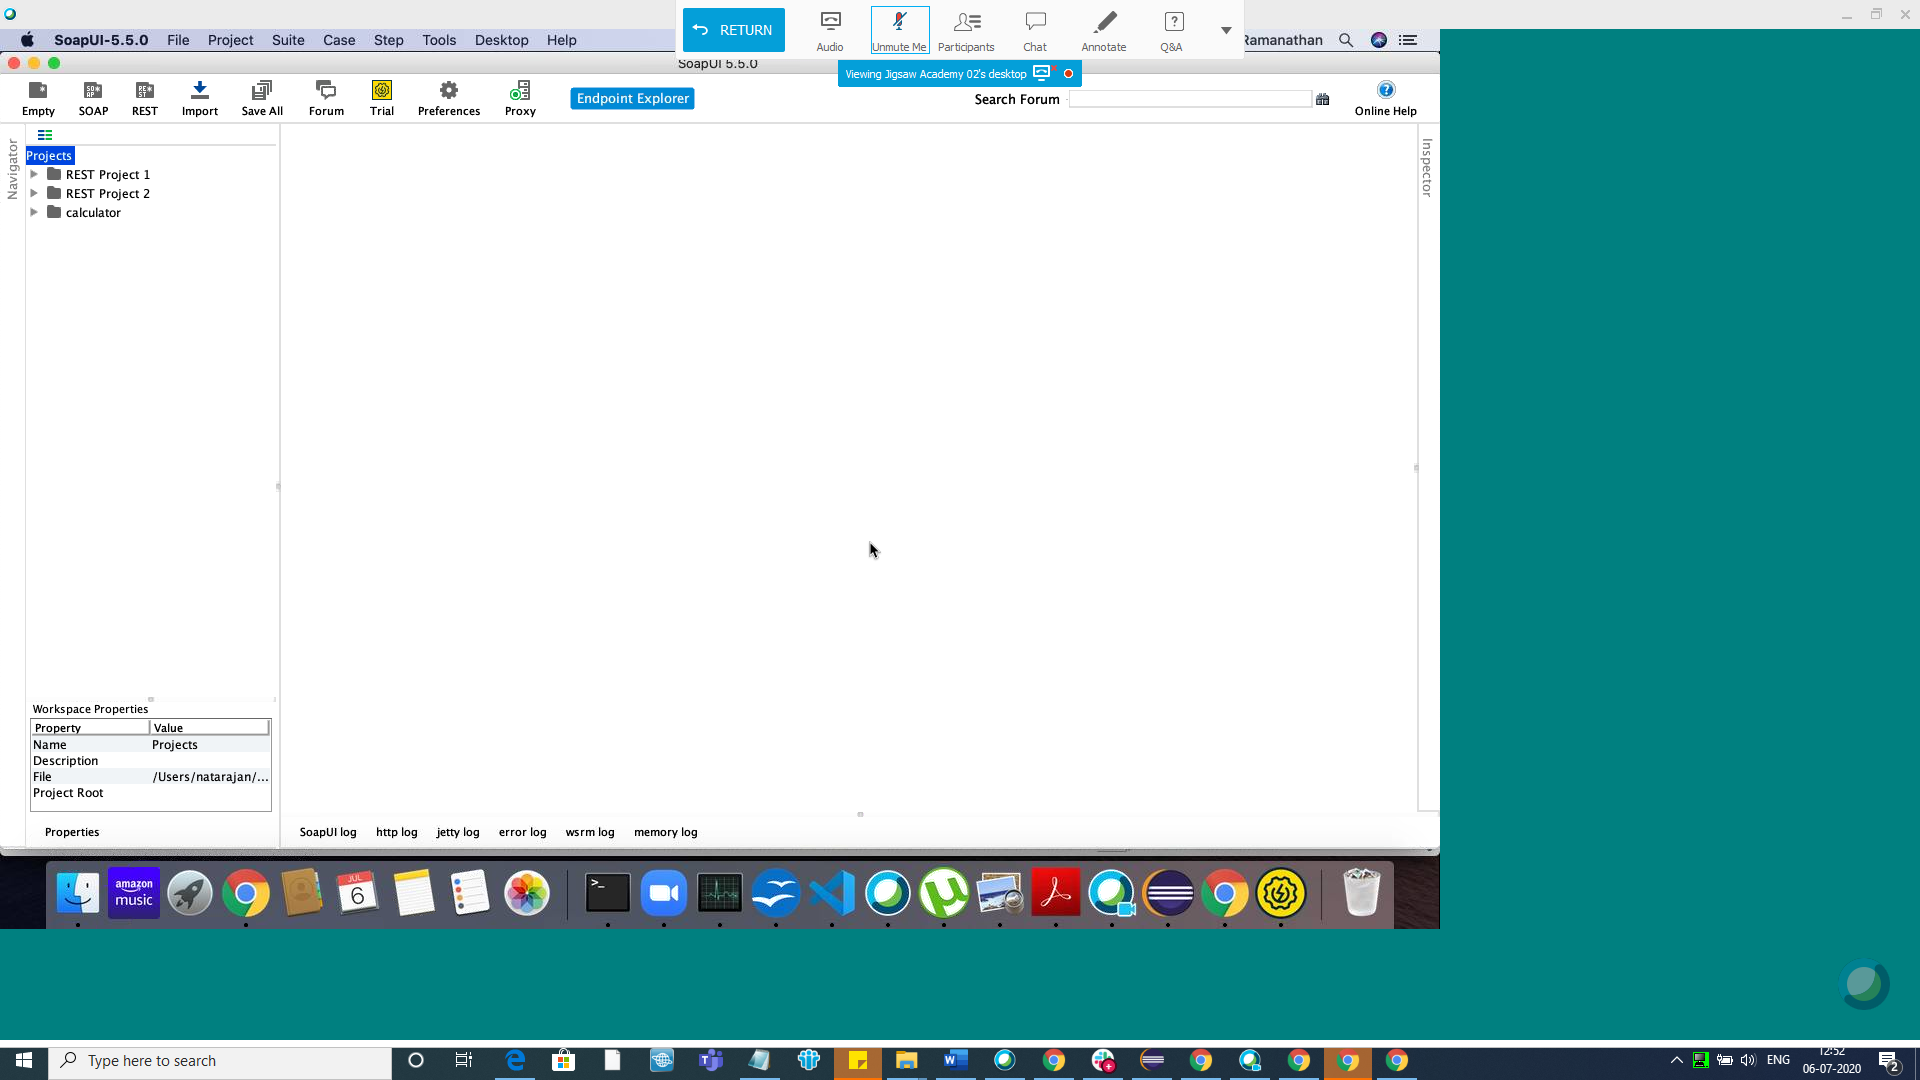 RETURN
Audio
Unmute Me
Participants
Chat
Annotate
Q&A
SoapUI-5.5.0 File Project Suite Case Step Tools Desktop Help
Ramanathan
SoapUI 5.5.0
Viewing Jigsaw Academy 02's desktop
Empty SOAP REST Import Save All Forum Trial Preferences Proxy
Endpoint Explorer
Search Forum
Online Help
Navigator
Inspector
Projects
REST Project 1
REST Project 2
calculator
Workspace Properties
Property Value
Name Projects
Description
File /Users/natarajan/...
Project Root
Properties
SoapUI log http log jetty log error log wsrm log memory log
amazon
music
JUL
6
Type here to search
ENG
12:52
06-07-2020
2